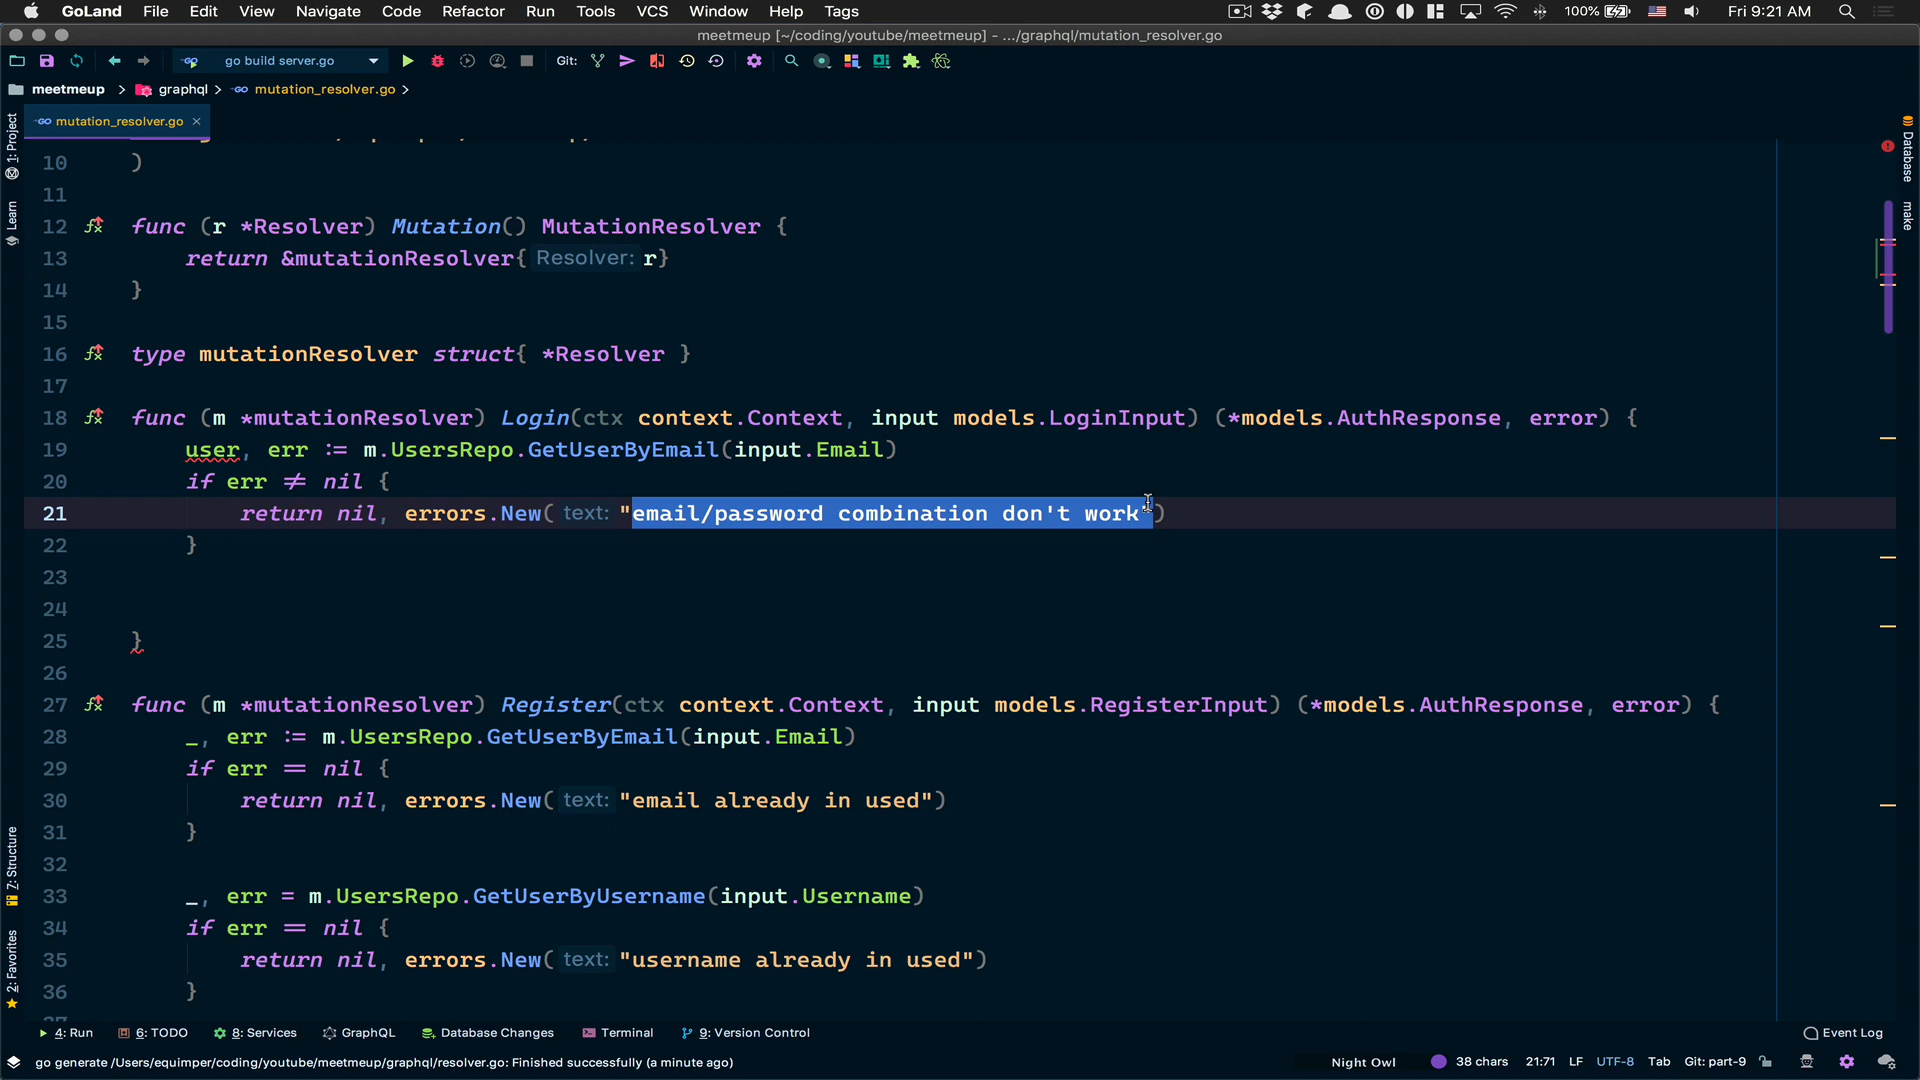 GoLand File Edit View Navigate Code Refactor Run Tools VCS Window Help Tags 100% Fri 9:21 AM
meetmeup [~/coding/youtube/meetmeup] - .../graphql/mutation_resolver.go
go build server.go Git:
meetmeup graphql mutation_resolver.go
mutation_resolver.go
1: Project
Learn
7: Structure
2: Favorites
Database
make
10 )
11
12 func (r *Resolver) Mutation() MutationResolver {
13 return &mutationResolver{ Resolver: r}
14 }
15
16 type mutationResolver struct{ *Resolver }
17
18 func (m *mutationResolver) Login(ctx context.Context, input models.LoginInput) (*models.AuthResponse, error) {
19 user, err := m.UsersRepo.GetUserByEmail(input.Email)
20 if err ≠ nil {
21 return nil, errors.New( text: "email/password combination don't work")
22 }
23
24
25 }
26
27 func (m *mutationResolver) Register(ctx context.Context, input models.RegisterInput) (*models.AuthResponse, error) {
28 _, err := m.UsersRepo.GetUserByEmail(input.Email)
29 if err == nil {
30 return nil, errors.New( text: "email already in used")
31 }
32
33 _, err = m.UsersRepo.GetUserByUsername(input.Username)
34 if err == nil {
35 return nil, errors.New( text: "username already in used")
36 }
4: Run 6: TODO 8: Services GraphQL Database Changes Terminal 9: Version Control Event Log
go generate /Users/equimper/coding/youtube/meetmeup/graphql/resolver.go: Finished successfully (a minute ago) Night Owl 38 chars 21:71 LF UTF-8 Tab Git: part-9